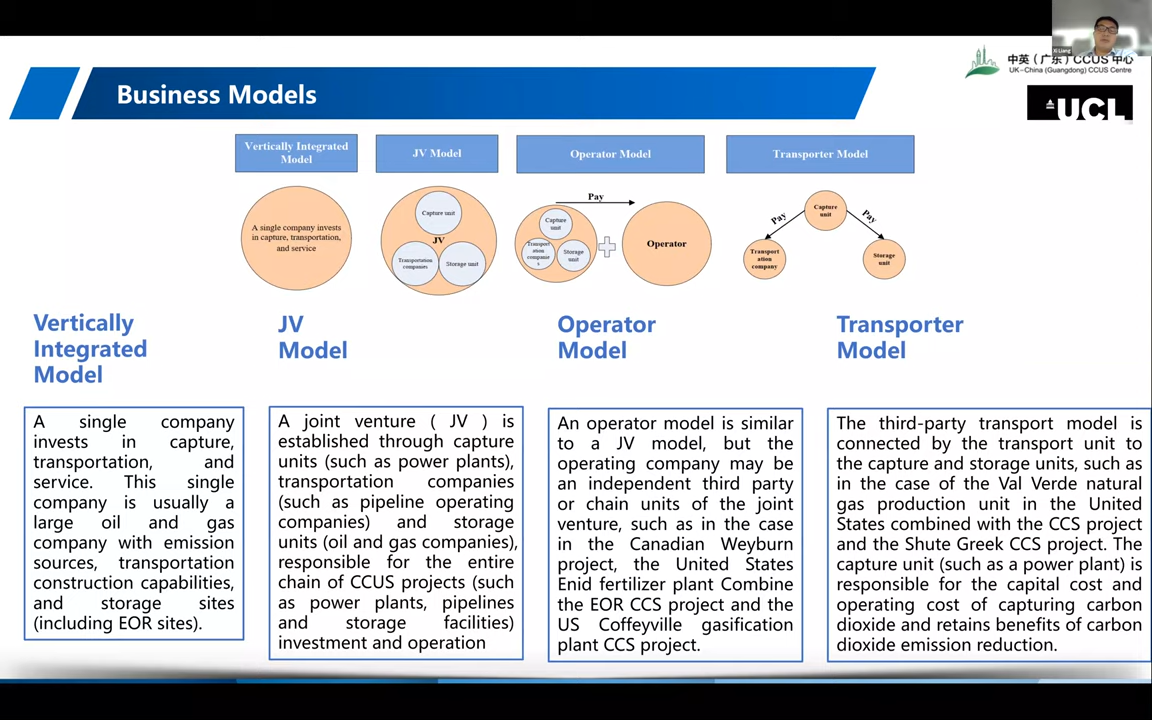 Xi Liang
中英（广东）CCUS 中心
UK-China (Guangdong) CCUS Centre
UCL
Business Models
Vertically Integrated
Model
JV Model
Operator Model
Transporter Model
A single company invests
in capture, transportation,
and service
Capture unit
JV
Transportation
companies
Storage unit
Pay
Capture
unit
Transport
ation
companie
s
Storage
unit
Operator
Capture
unit
Pay
Pay
Transport
ation
company
Storage
unit
Vertically
Integrated
Model
JV
Model
Operator
Model
Transporter
Model
A single company
invests in capture,
transportation, and
service. This single
company is usually a
large oil and gas
company with emission
sources, transportation
construction capabilities,
and storage sites
(including EOR sites).
A joint venture ( JV ) is
established through capture
units (such as power plants),
transportation companies
(such as pipeline operating
companies) and storage
units (oil and gas companies),
responsible for the entire
chain of CCUS projects (such
as power plants, pipelines
and storage facilities)
investment and operation
An operator model is similar
to a JV model, but the
operating company may be
an independent third party
or chain units of the joint
venture, such as in the case
in the Canadian Weyburn
project, the United States
Enid fertilizer plant Combine
the EOR CCS project and the
US Coffeyville gasification
plant CCS project.
The third-party transport model is
connected by the transport unit to
the capture and storage units, such as
in the case of the Val Verde natural
gas production unit in the United
States combined with the CCS project
and the Shute Greek CCS project. The
capture unit (such as a power plant) is
responsible for the capital cost and
operating cost of capturing carbon
dioxide and retains benefits of carbon
dioxide emission reduction.